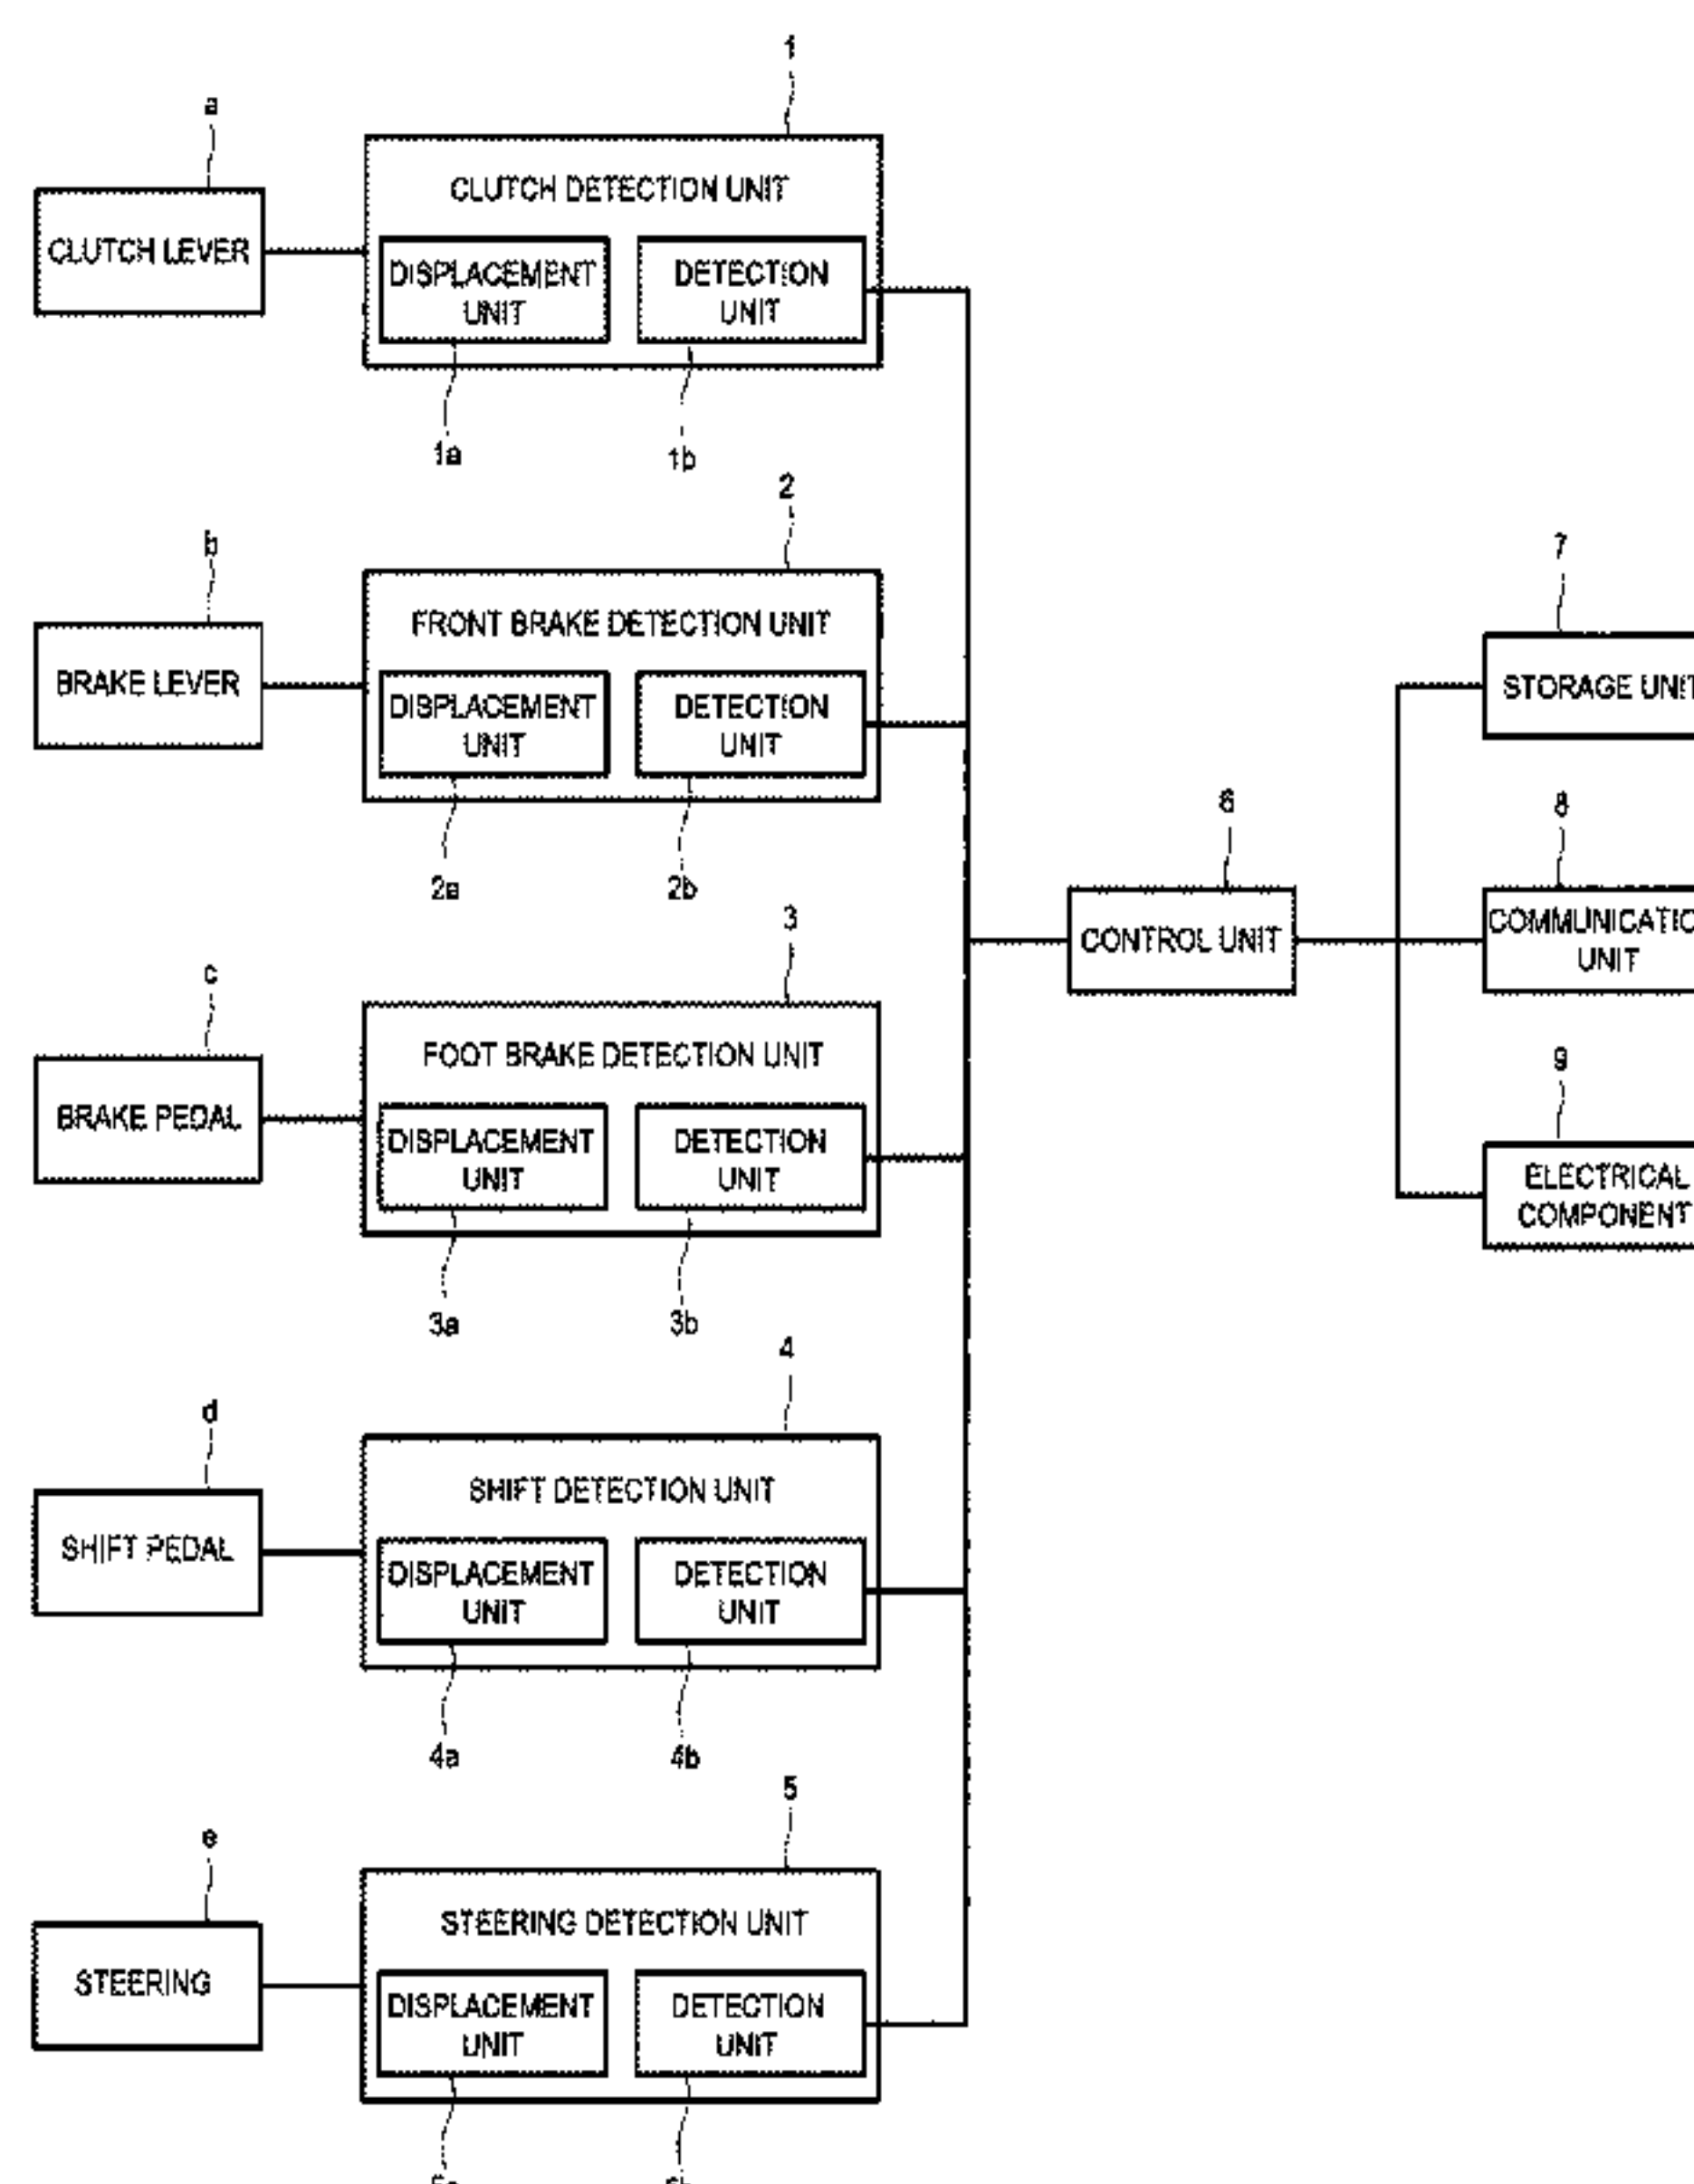 1
a
CLUTCH DETECTION UNIT
CLUTCH LEVER
DISPLACEMENT
UNIT
DETECTION
UNIT
1a
1b
2
b
FRONT BRAKE DETECTION UNIT
BRAKE LEVER
DISPLACEMENT
UNIT
DETECTION
UNIT
2a
2b
3
c
FOOT BRAKE DETECTION UNIT
BRAKE PEDAL
DISPLACEMENT
UNIT
DETECTION
UNIT
3a
3b
4
d
SHIFT DETECTION UNIT
SHIFT PEDAL
DISPLACEMENT
UNIT
DETECTION
UNIT
4a
4b
5
e
STEERING DETECTION UNIT
STEERING
DISPLACEMENT
UNIT
DETECTION
UNIT
6
CONTROL UNIT
7
STORAGE UNIT
8
COMMUNICATIO
UNIT
9
ELECTRICAL
COMPONENT